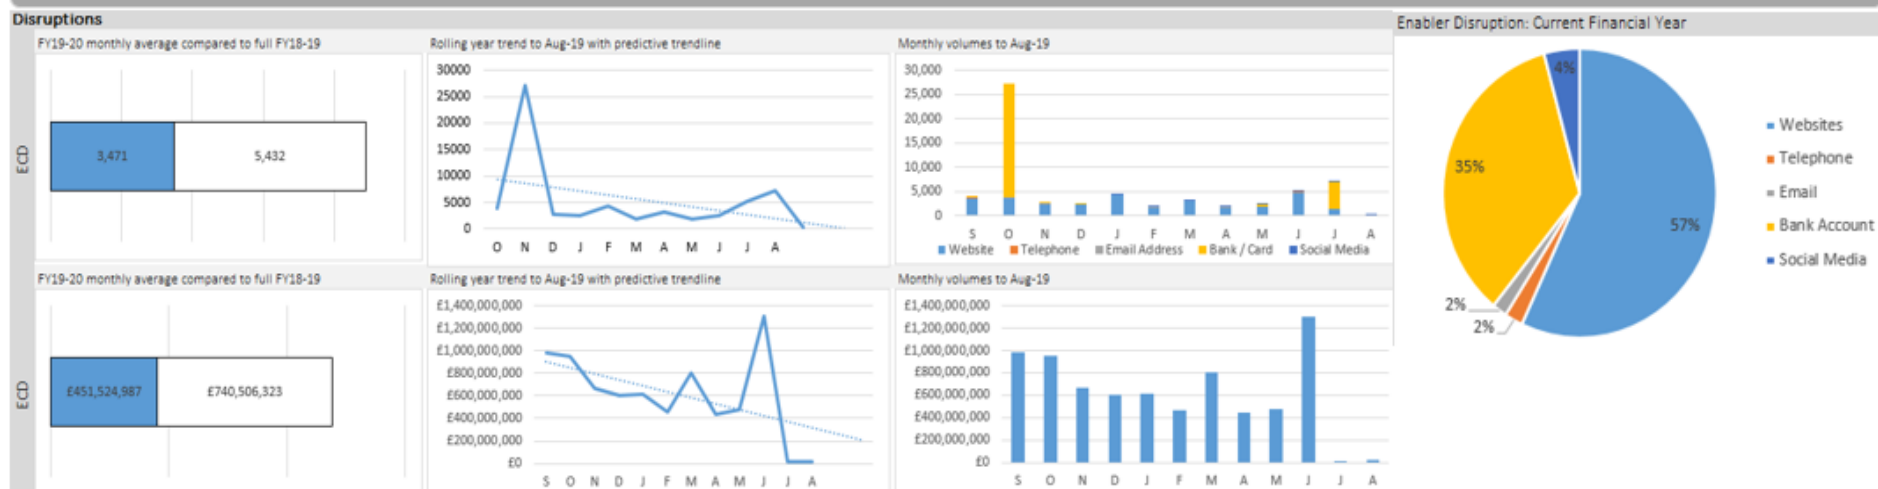 Disruptions
Enabler Disruption: Current Financial Year
FY19-20 monthly average compared to full FY18-19
Rolling year trend to Aug-19 with predictive trendline
Monthly volumes to Aug-19
ECD
3,471
5,432
30000
25000
20000
15000
10000
5000
0
O N D J F M A M J J A
30,000
25,000
20,000
15,000
10,000
5,000
0
S O N D J F M A M J J A
Website Telephone Email Address Bank / Card Social Media
4%
35%
57%
2%
2%
Websites
Telephone
Email
Bank Account
Social Media
FY19-20 monthly average compared to full FY18-19
Rolling year trend to Aug-19 with predictive trendline
Monthly volumes to Aug-19
ECD
£451,524,987
£740,506,323
£1,400,000,000
£1,200,000,000
£1,000,000,000
£800,000,000
£600,000,000
£400,000,000
£200,000,000
£0
S O N D J F M A M J J A
£1,400,000,000
£1,200,000,000
£1,000,000,000
£800,000,000
£600,000,000
£400,000,000
£200,000,000
£0
S O N D J F M A M J J A